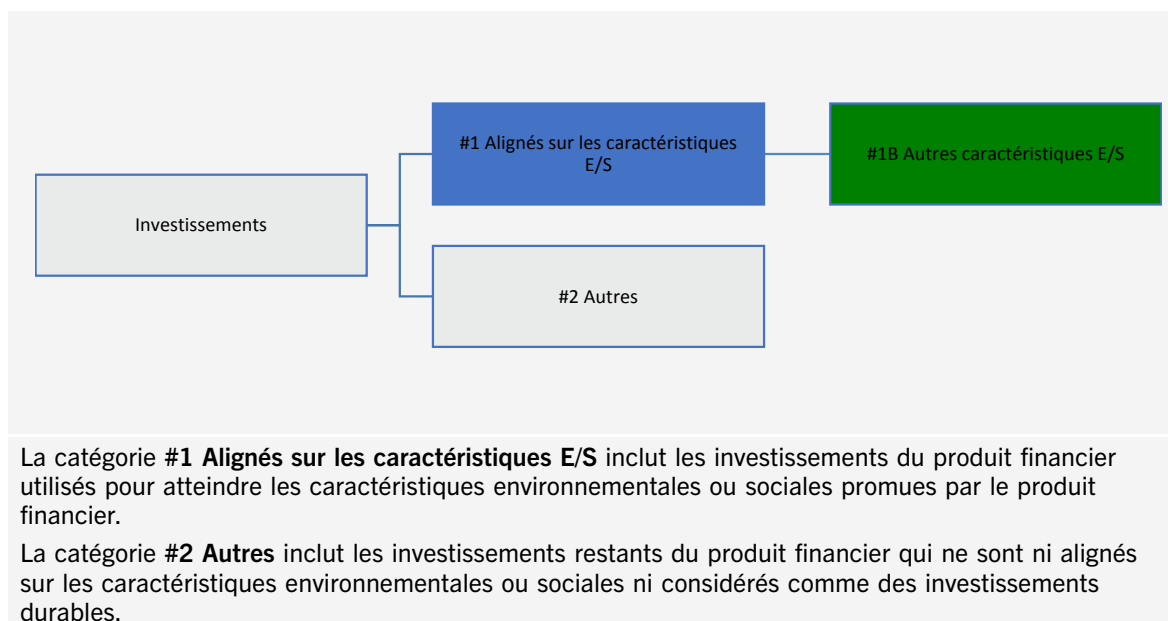 #1 Alignés sur les caractéristiques
E/S
#1B Autres caractéristiques E/S
Investissements
#2 Autres
La catégorie #1 Alignés sur les caractéristiques E/S inclut les investissements du produit financier
utilisés pour atteindre les caractéristiques environnementales ou sociales promues par le produit
financier.
La catégorie #2 Autres inclut les investissements restants du produit financier qui ne sont ni alignés
sur les caractéristiques environnementales ou sociales ni considérés comme des investissements
durables.